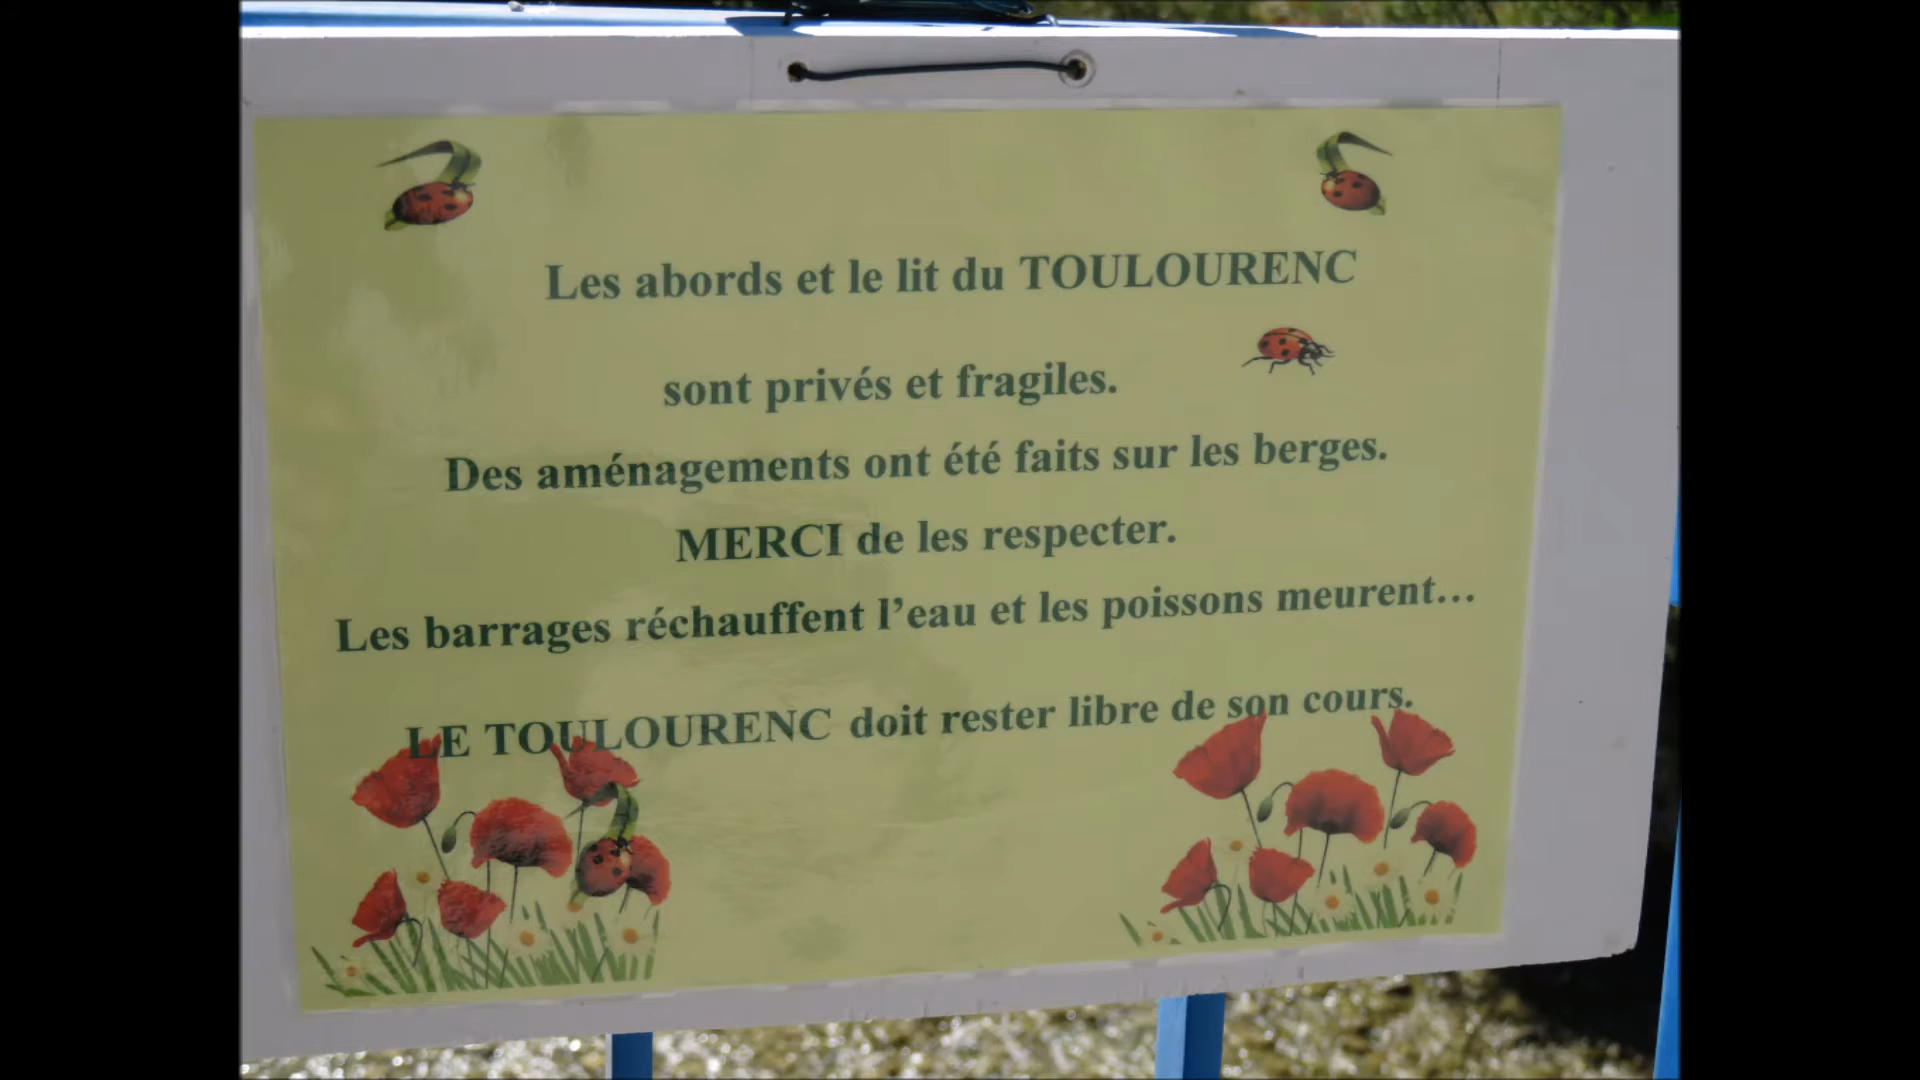 Les abords et le lit du TOULOURENC
sont privés et fragiles.
Des aménagements ont été faits sur les berges.
MERCI de les respecter.
Les barrages réchauffent l’eau et les poissons meurent…
LE TOULOURENC doit rester libre de son cours.